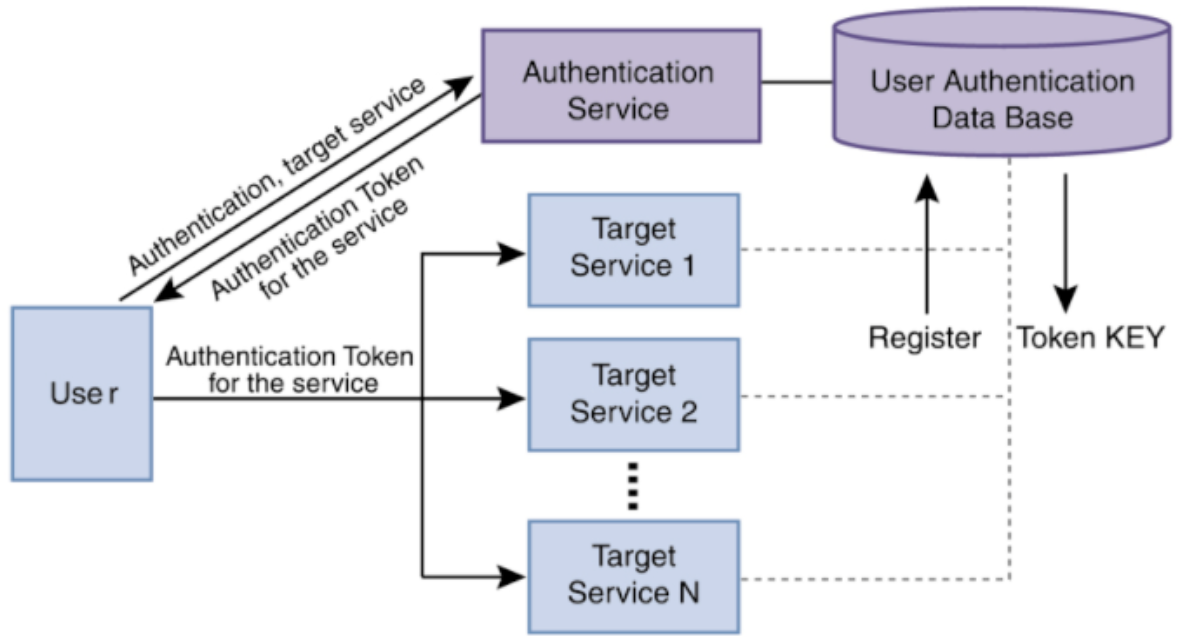 Authentication
Service
User Authentication
Data Base
Authentication, target service
Authentication Token
for the service
Target
Service 1
Register
Token KEY
Authentication Token
for the service
User
Target
Service 2
Target
Service N